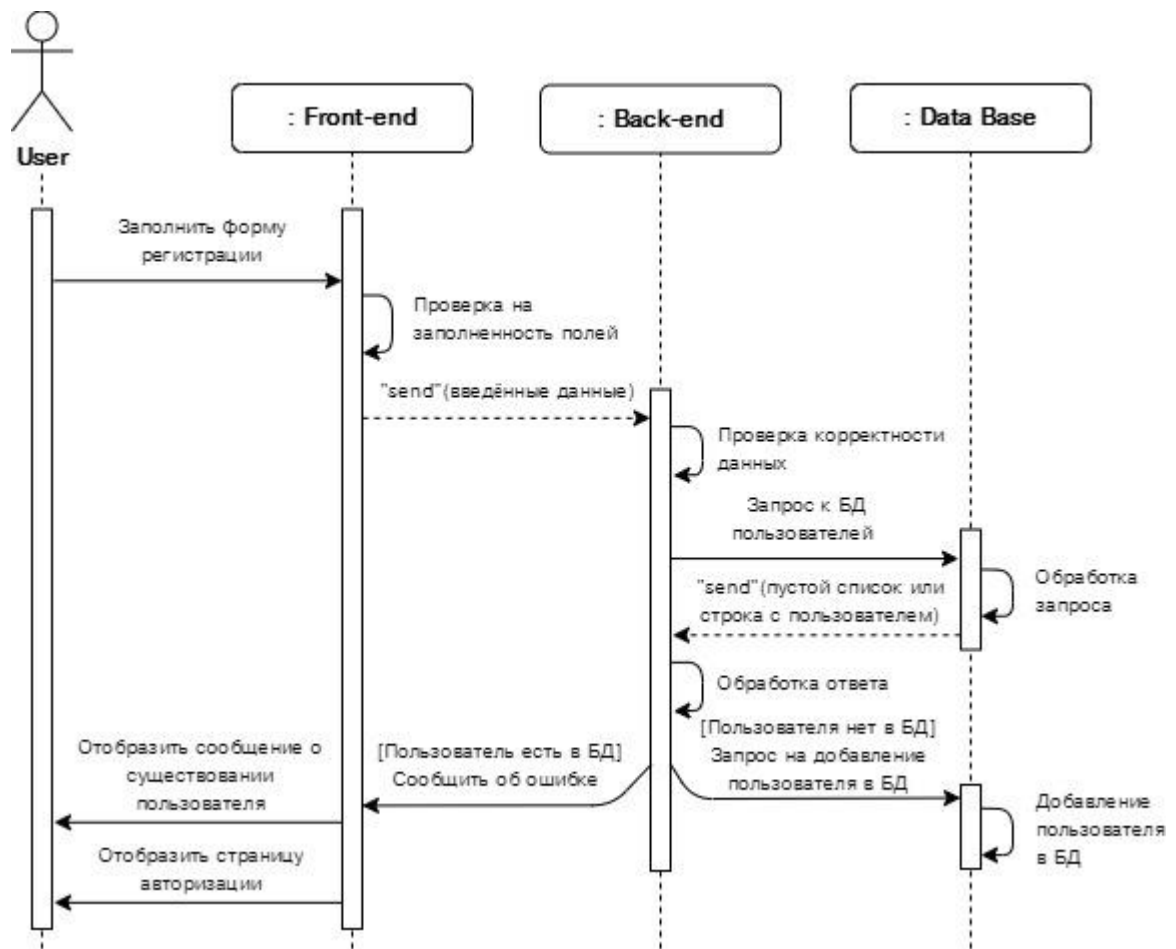 User
: Front-end
: Back-end
: Data Base
Заполнить форму
регистрации
Проверка на
заполненность полей
"send"(введённые данные)
Проверка корректности
данных
Запрос к БД
пользователей
"send"(пустой список или
строка с пользователем)
Обработка
запроса
Обработка ответа
[Пользователя нет в БД]
Запрос на добавление
пользователя в БД
[Пользователь есть в БД]
Сообщить об ошибке
Отобразить сообщение о
существовании
пользователя
Добавление
пользователя
в БД
Отобразить страницу
авторизации